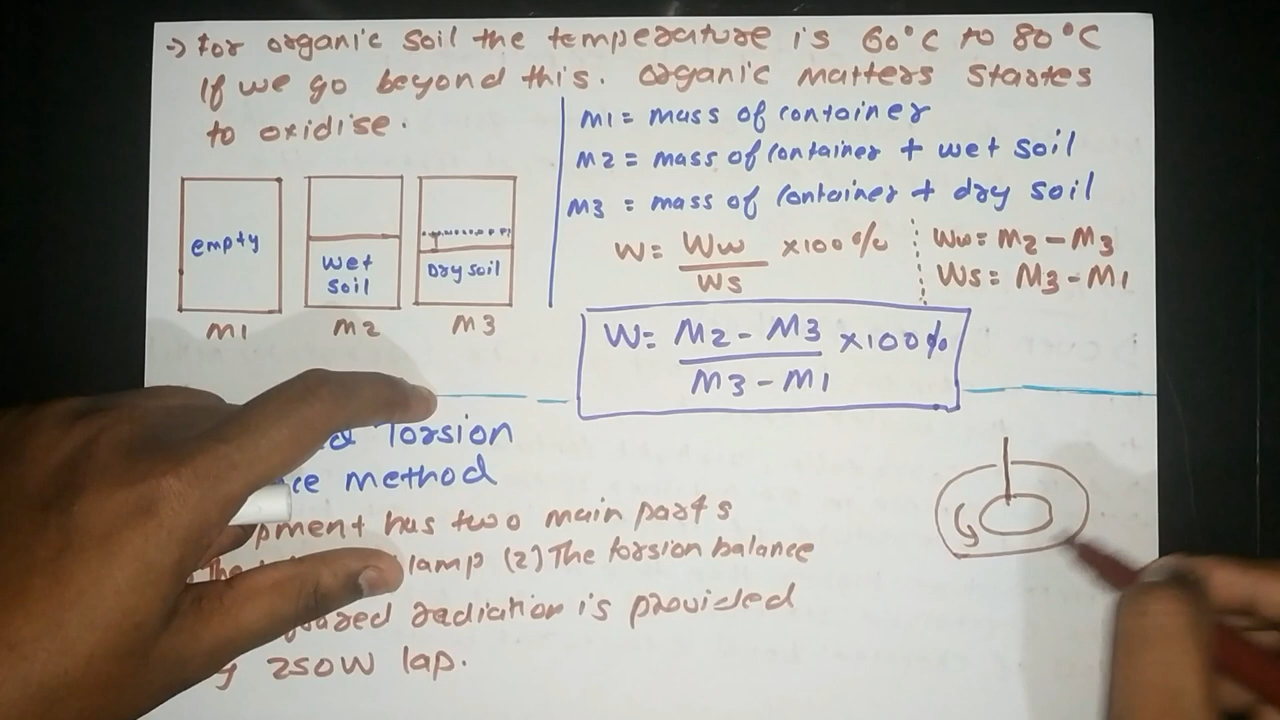 → For organic soil the temperature is 60°C to 80°C
If we go beyond this. organic matters startes
to oxidise.
M1 = mass of container
M2 = mass of container + wet soil
M3 = mass of container + dry soil
empty
wet
soil
Dry soil
M1
M2
M3
W = Ww/Ws ×100%
Ww = M2 - M3
Ws = M3 - M1
W = M2 - M3 / M3 - M1 ×100%
Torsion
method
has two main parts
lamp (2) The torsion balance
radiation is provided
250W lap.